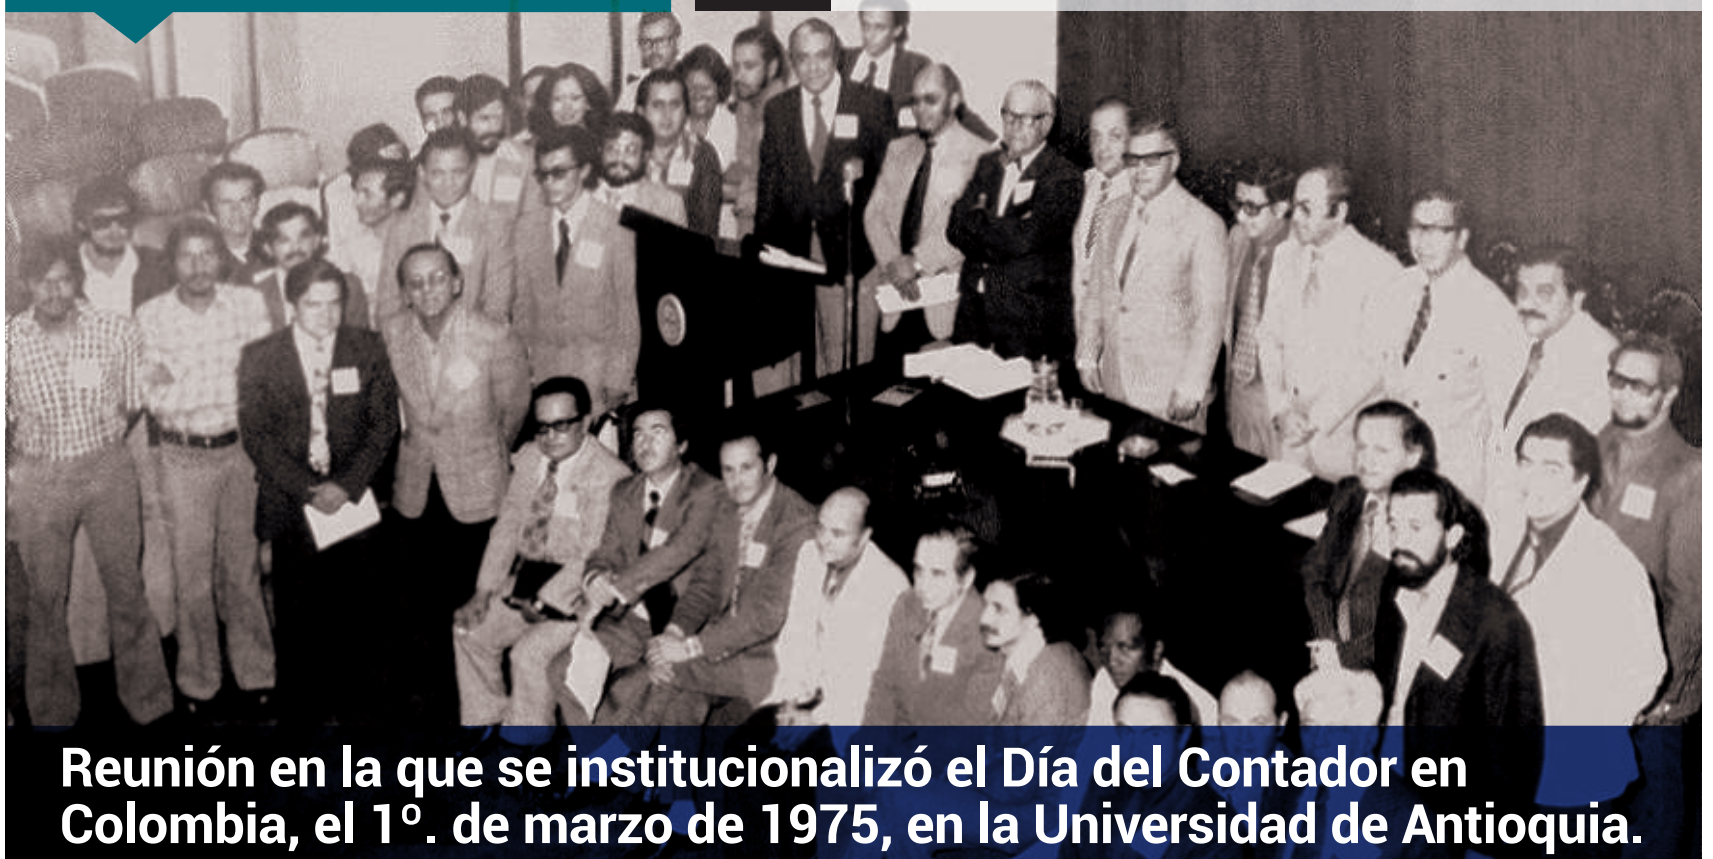 Reunión en la que se institucionalizó el Día del Contador en
Colombia, el 1º. de marzo de 1975, en la Universidad de Antioquia.